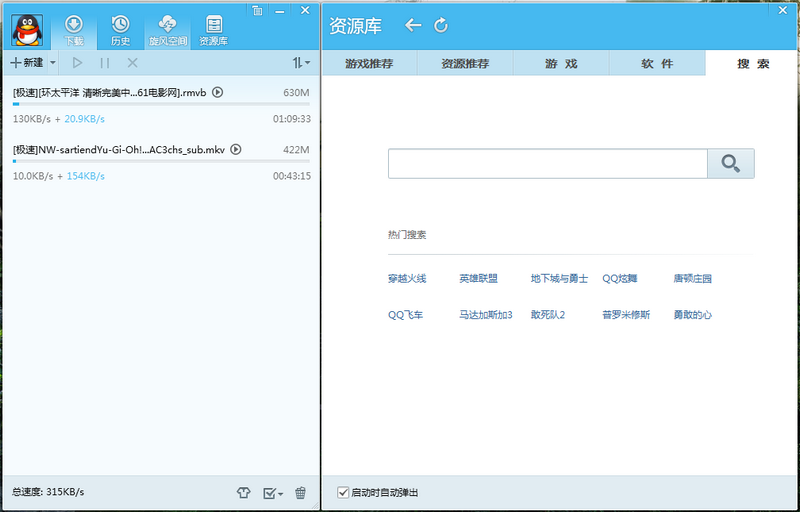 下载
历史
旋风空间
资源库
新建
[极速][环太平洋 清晰完美中...61电影网].rmvb
630M
130KB/s + 20.9KB/s
01:09:33
[极速]NW-sartiendYu-Gi-Oh!...AC3chs_sub.mkv
422M
10.0KB/s + 154KB/s
00:43:15
总速度: 315KB/s
资源库
游戏推荐
资源推荐
游 戏
软 件
搜 索
热门搜索
穿越火线 英雄联盟 地下城与勇士 QQ炫舞 唐顿庄园
QQ飞车 马达加斯加3 敢死队2 普罗米修斯 勇敢的心
启动时自动弹出